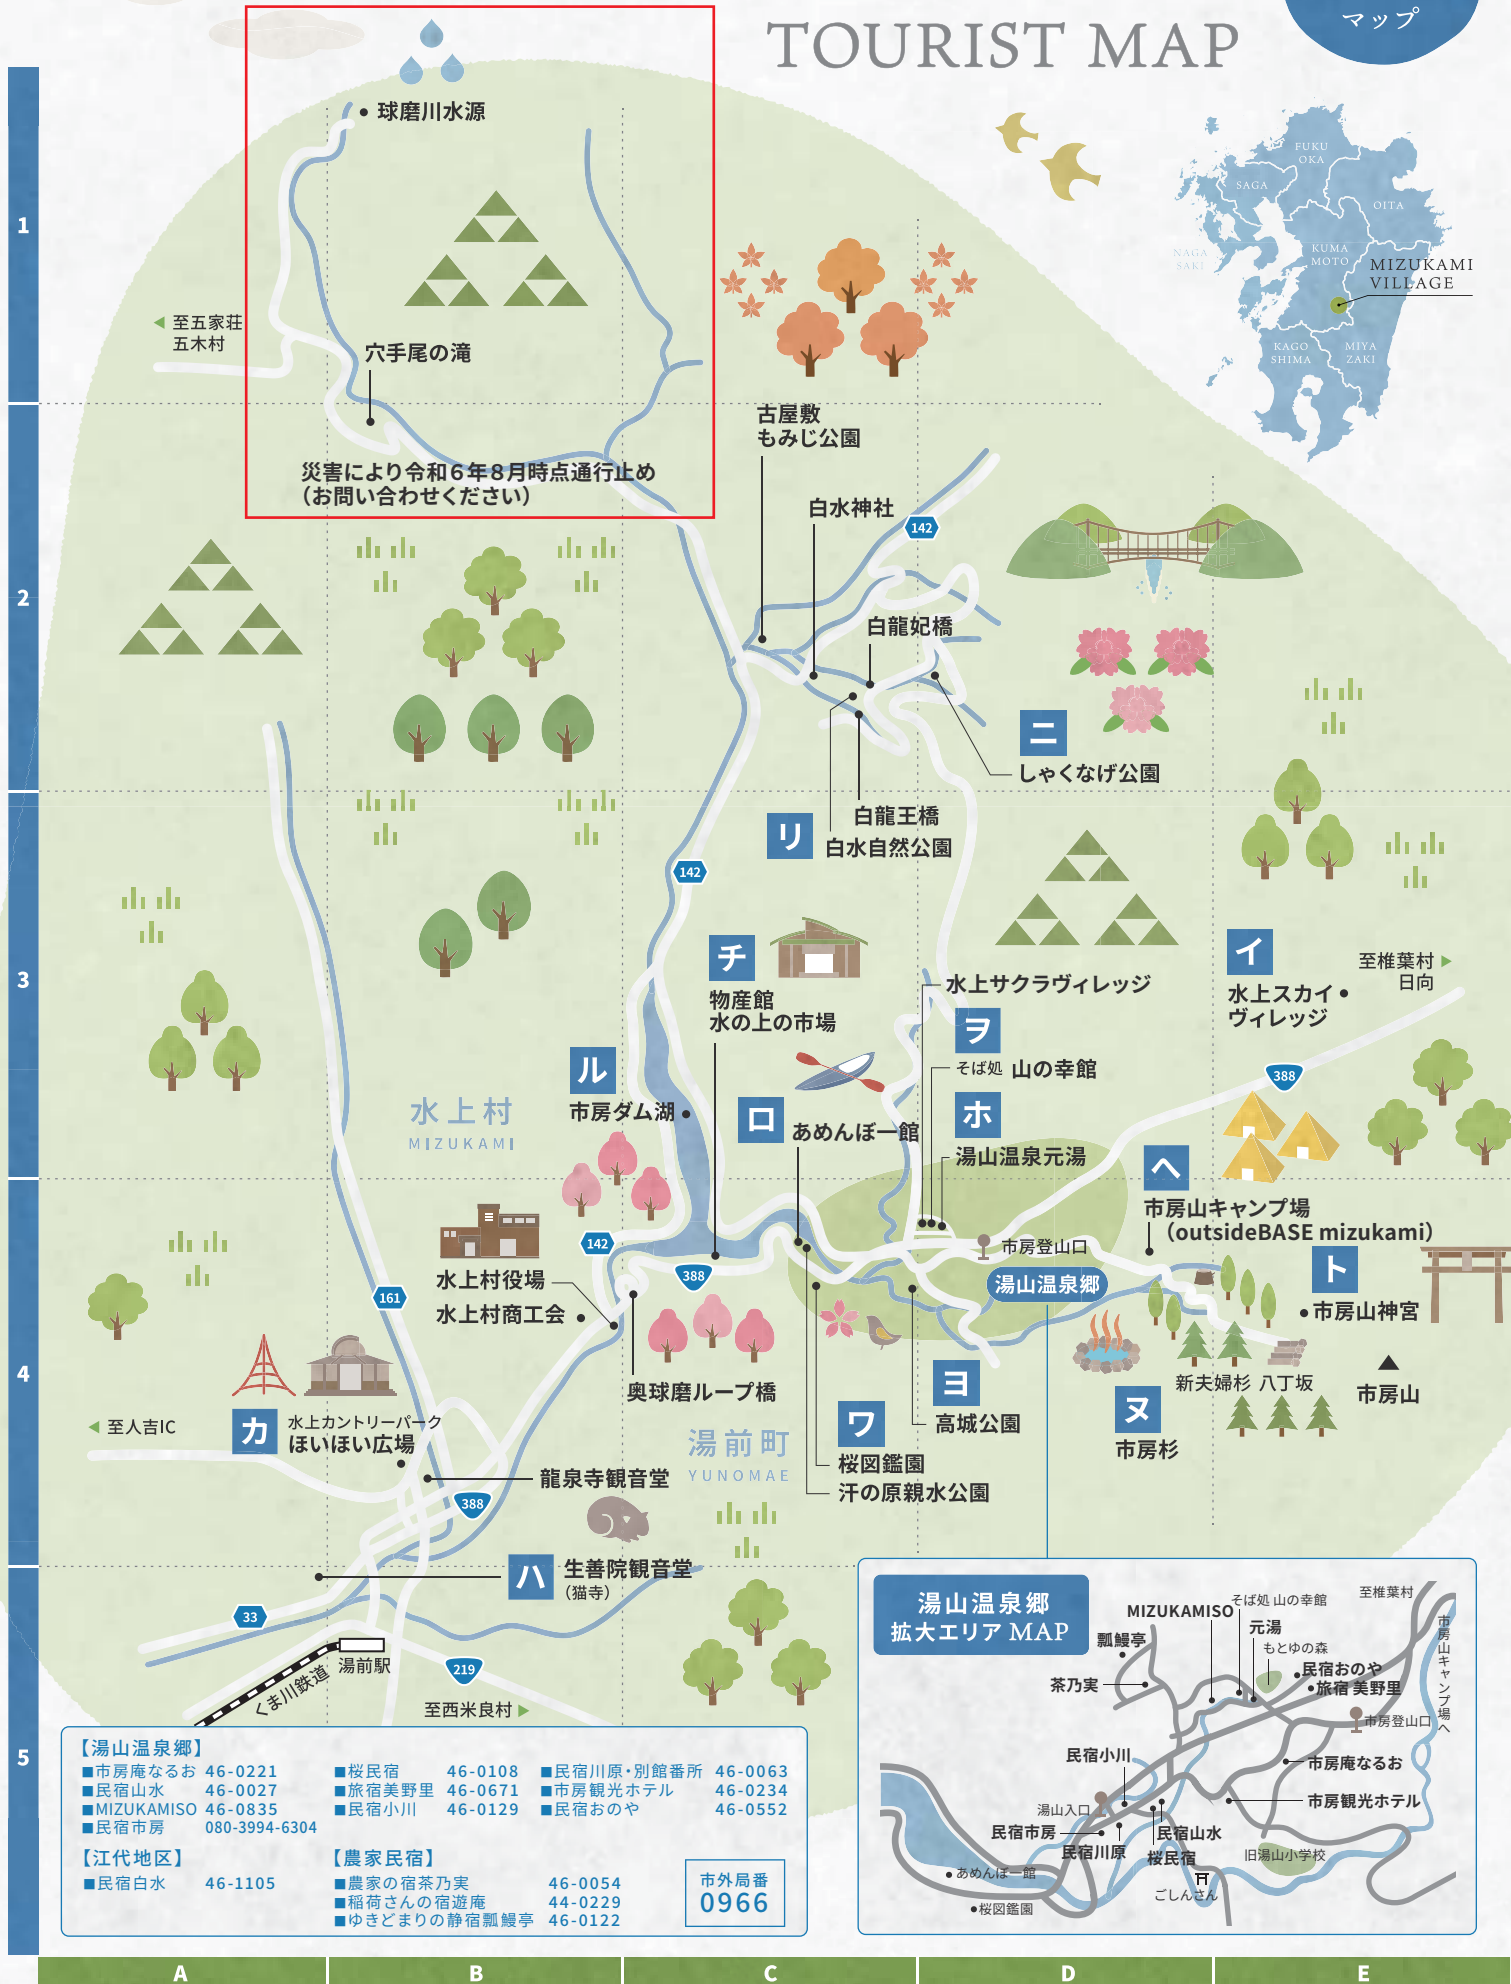 TOURIST MAP
マップ
球磨川水源
FUKU
OKA
SAGA
OITA
NAGA
SAKI
KUMA
MOTO
MIZUKAMI
VILLAGE
KAGO
SHIMA
MIYA
ZAKI
1
至五家荘
五木村
穴手尾の滝
災害により令和6年8月時点通行止め
（お問い合わせください）
古屋敷
もみじ公園
白水神社
142
2
白龍妃橋
ニ
しゃくなげ公園
リ
白龍王橋
白水自然公園
142
チ
物産館
水の上の市場
イ
水上スカイ
ヴィレッジ
至椎葉村
日向
3
水上サクラヴィレッジ
ヲ
そば処 山の幸館
388
ル
市房ダム湖
水上村
MIZUKAMI
ロ
あめんぼ一館
ホ
湯山温泉元湯
ヘ
市房山キャンプ場
（outsideBASE mizukami）
142
388
市房登山口
湯山温泉郷
ト
市房山神宮
161
水上村役場
水上村商工会
4
奥球磨ループ橋
ヨ
高城公園
新夫婦杉 八丁坂
市房山
ヌ
市房杉
至人吉IC
カ
水上カントリーパーク
ほいほい広場
湯前町
YUNOMAE
ワ
桜図鑑園
汗の原親水公園
龍泉寺観音堂
388
ハ
生善院観音堂
（猫寺）
33
湯前駅
くま川鉄道
219
至西米良村
5
湯山温泉郷
拡大エリア MAP
MIZUKAMISO
そば処 山の幸館
至椎葉村
元湯
瓢鰻亭
もとゆの森
民宿おのや
旅宿 美野里
茶乃実
市房山キャンプ場へ
市房登山口
民宿小川
市房庵なるお
湯山入口
市房観光ホテル
民宿市房
民宿山水
民宿川原
桜民宿
旧湯山小学校
あめんぼ一館
ごしんさん
桜図鑑園
【湯山温泉郷】
■市房庵なるお 46-0221
■民宿山水 46-0027
■MIZUKAMISO 46-0835
■民宿市房 080-3994-6304
■桜民宿 46-0108
■旅宿美野里 46-0671
■民宿小川 46-0129
■民宿川原・別館番所 46-0063
■市房観光ホテル 46-0234
■民宿おのや 46-0552
【江代地区】
■民宿白水 46-1105
【農家民宿】
■農家の宿茶乃実 46-0054
■稲荷さんの宿遊庵 44-0229
■ゆきどまりの静宿瓢鰻亭 46-0122
市外局番
0966
A
B
C
D
E